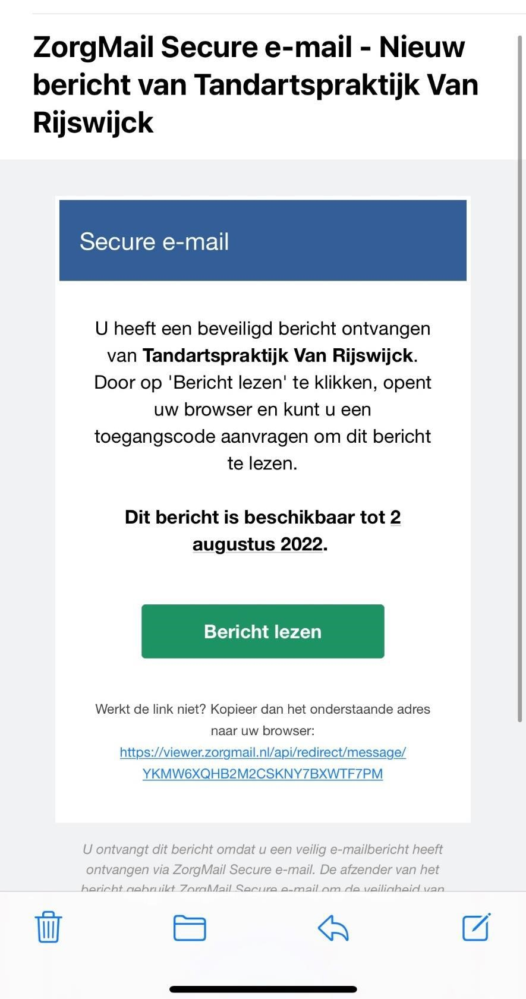 ZorgMail Secure e-mail - Nieuw
bericht van Tandartspraktijk Van
Rijswijck
Secure e-mail
U heeft een beveiligd bericht ontvangen
van Tandartspraktijk Van Rijswijck.
Door op 'Bericht lezen' te klikken, opent
uw browser en kunt u een
toegangscode aanvragen om dit bericht
te lezen.
Dit bericht is beschikbaar tot 2
augustus 2022.
Bericht lezen
Werkt de link niet? Kopieer dan het onderstaande adres
naar uw browser:
https://viewer.zorgmail.nl/api/redirect/message/
YKMW6XQHB2M2CSKNY7BXWTF7PM
U ontvangt dit bericht omdat u een veilig e-mailbericht heeft
ontvangen via ZorgMail Secure e-mail. De afzender van het
bericht gebruikt ZorgMail Secure e-mail om de veiligheid van